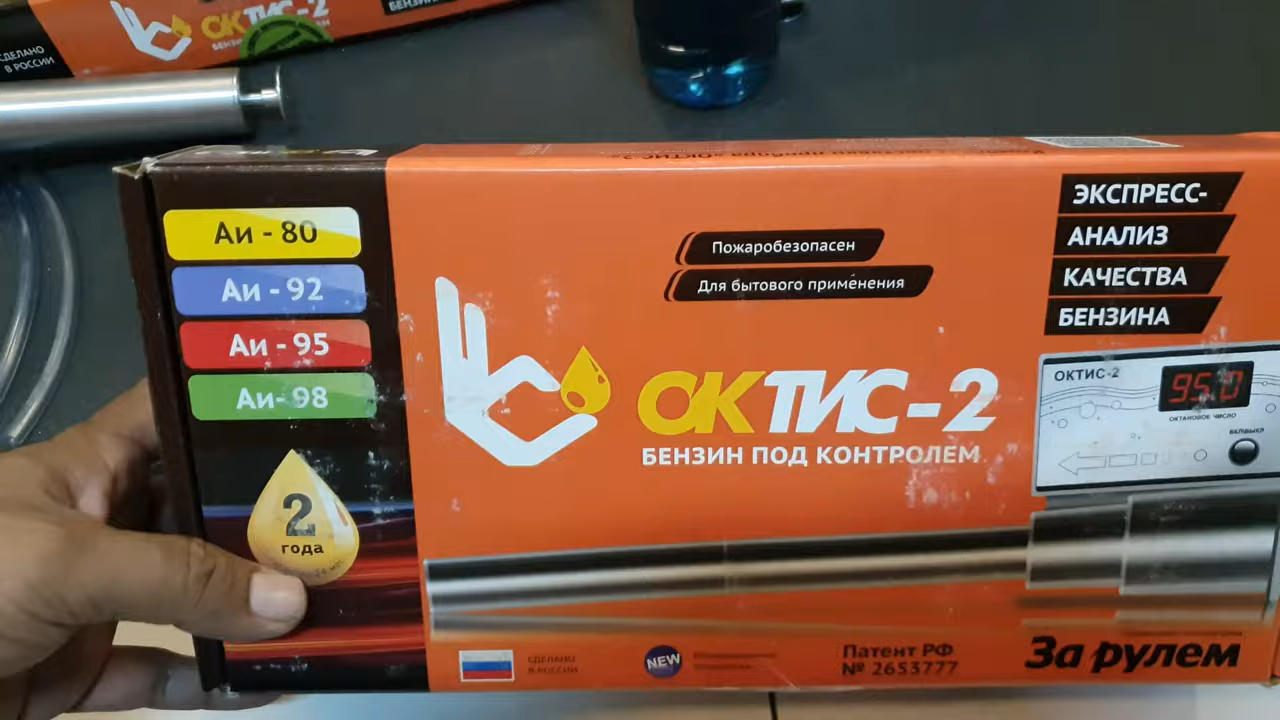 СДЕЛАНО
В РОССИИ
ОКТИС-2
БЕНЗИН
Аи - 80
Аи - 92
Аи - 95
Аи- 98
2
года
Пожаробезопасен
Для бытового применения
ОКТИС-2
БЕНЗИН ПОД КОНТРОЛЕМ
ЭКСПРЕСС-
АНАЛИЗ
КАЧЕСТВА
БЕНЗИНА
ОКТИС-2
95.0
ОКТАНОВОЕ ЧИСЛО
ВКЛ/ВЫКЛ
СДЕЛАНО
В РОССИИ
NEW
Патент РФ
№ 2653777
За рулем